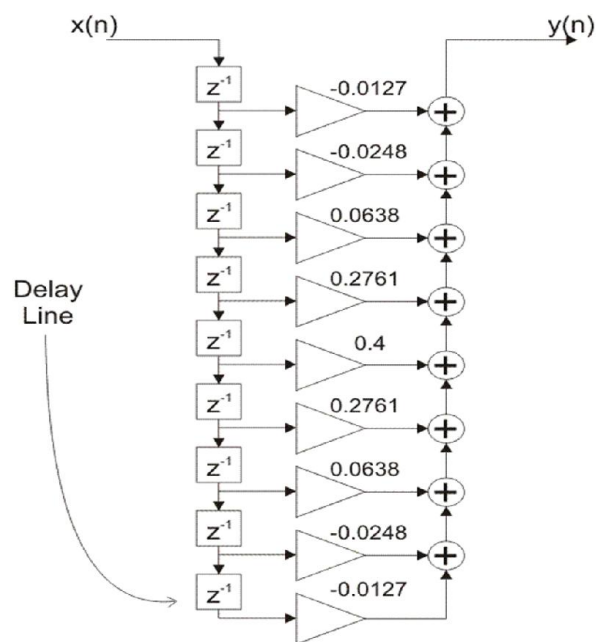 x(n) y(n)
z⁻¹
-0.0127
+
z⁻¹
-0.0248
+
z⁻¹
0.0638
+
z⁻¹
0.2761
+
Delay
Line
z⁻¹
0.4
+
z⁻¹
0.2761
+
z⁻¹
0.0638
+
z⁻¹
-0.0248
+
z⁻¹
-0.0127